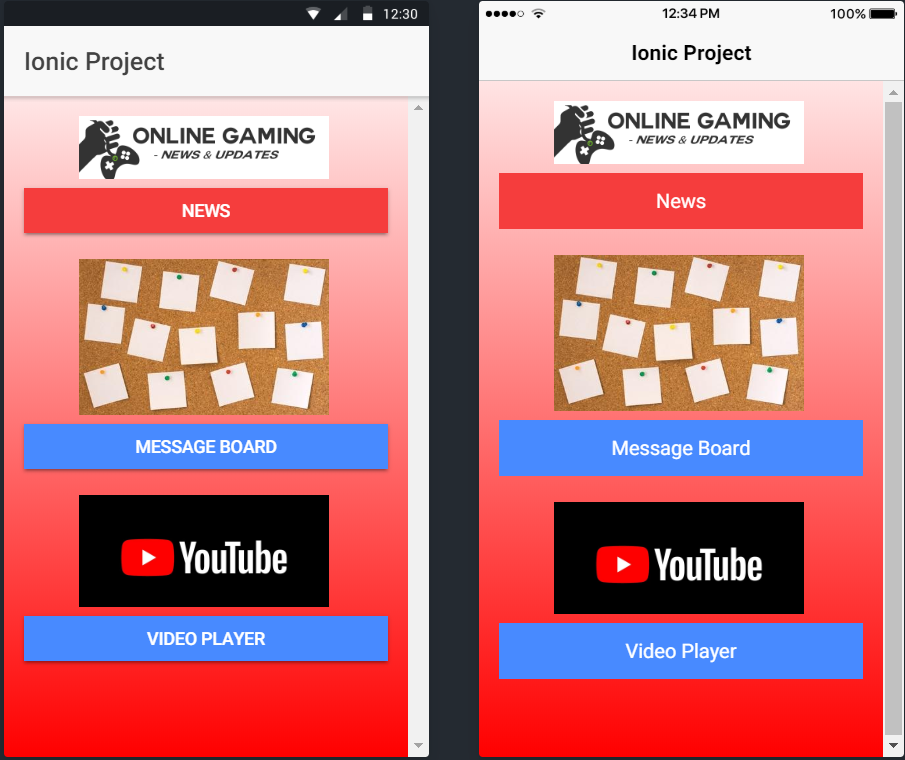 12:30
Ionic Project
ONLINE GAMING
- NEWS & UPDATES
NEWS
MESSAGE BOARD
YouTube
VIDEO PLAYER
12:34 PM
100%
Ionic Project
ONLINE GAMING
- NEWS & UPDATES
News
Message Board
YouTube
Video Player